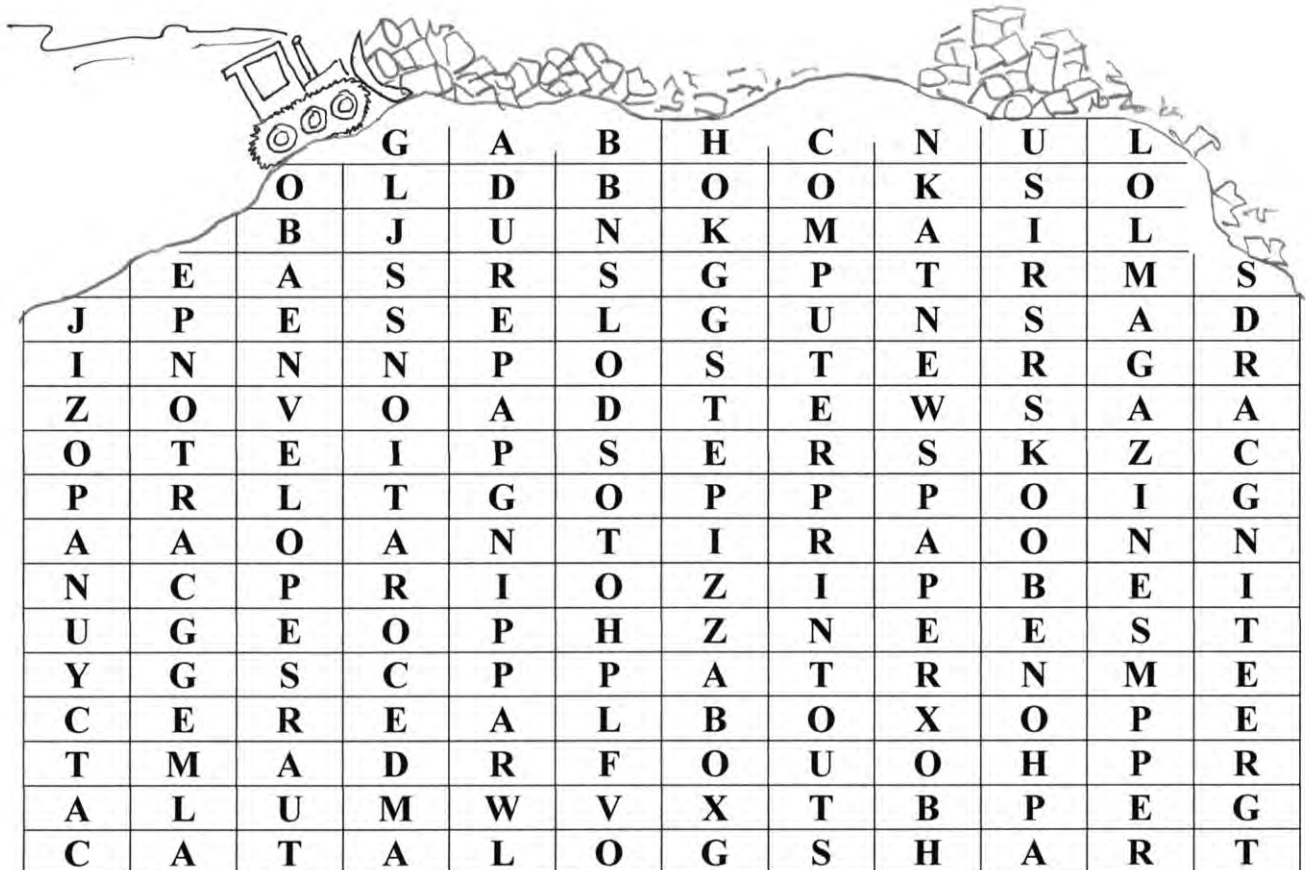 G A B H C N U L
O L D B O O K S O
B J U N K M A I L
E A S R S G P T R M S
J P E S E L G U N S A D
I N N N P O S T E R G R
Z O V O A D T E W S A A
O T E I P S E R S K Z C
P R L T G O P P P O I G
A A O A N T I R A O N N
N C P R I O Z I P B E I
U G E O P H Z N E E S T
Y G S C P P A T R N M E
C E R E A L B O X O P E
T M A D R F O U O H P R
A L U M W V X T B P E G
C A T A L O G S H A R T